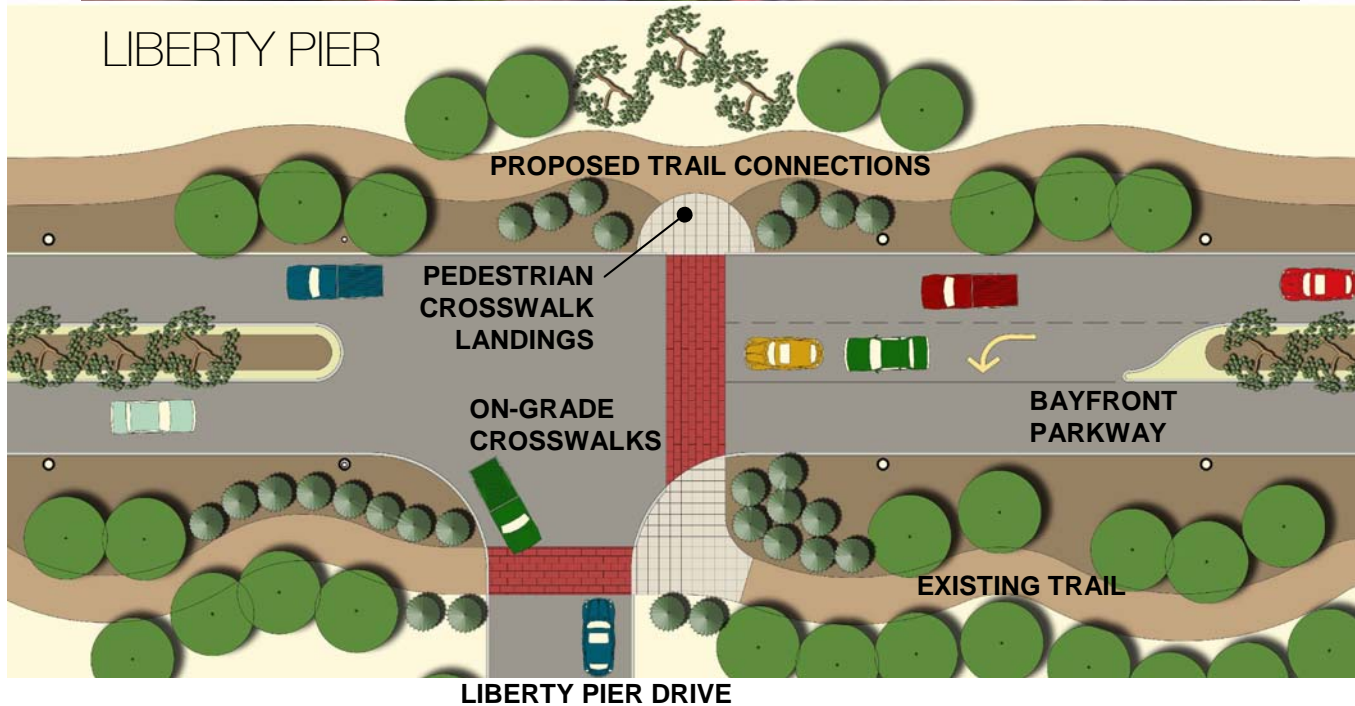 LIBERTY PIER
PROPOSED TRAIL CONNECTIONS
PEDESTRIAN
CROSSWALK
LANDINGS
ON-GRADE
CROSSWALKS
BAYFRONT
PARKWAY
EXISTING TRAIL
LIBERTY PIER DRIVE